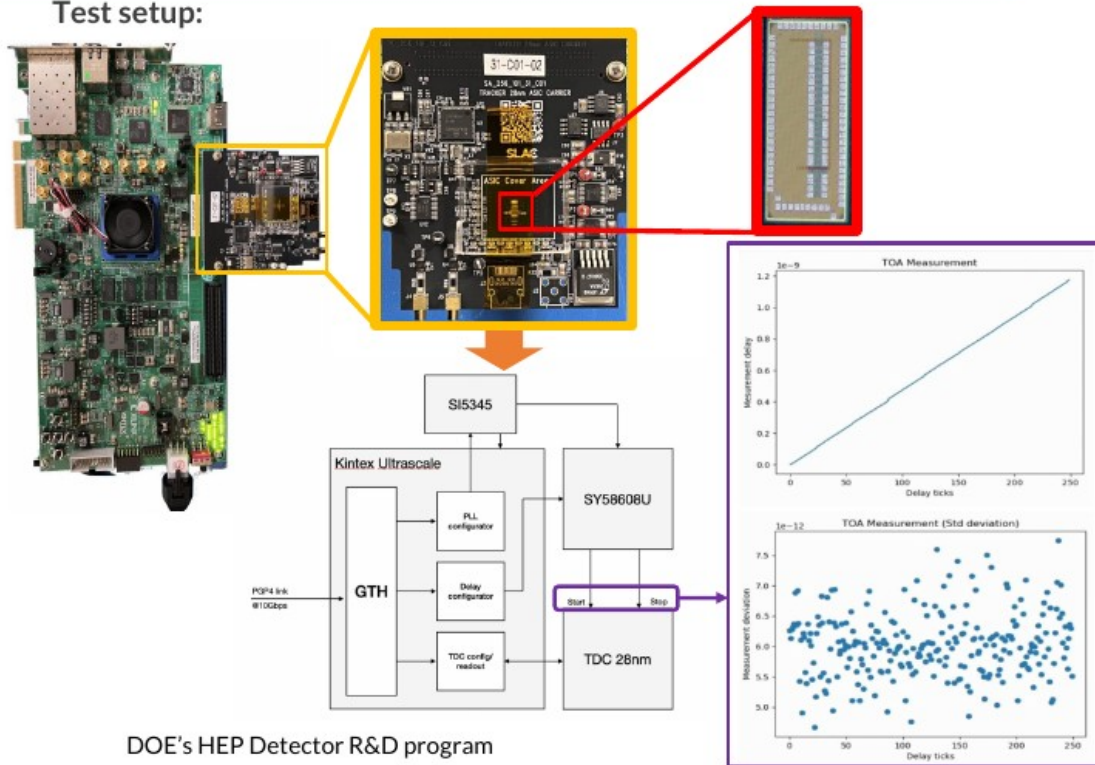 Test setup:
31-C01-02
SA_256_101_31_C01
TRACKER 28nm ASIC CARRIER
SLAC
ASIC Cover Area
TOA Measurement
1e−9
1.2
1.0
0.8
0.6
0.4
0.2
0.0
Mesurement delay
0 50 100 150 200 250
Delay ticks
SI5345
Kintex Ultrascale
PLL
configurator
SY58608U
GTH
Delay
configurator
PGP4 link
@10Gbps
Start Stop
TDC config/
readout
TDC 28nm
TOA Measurement (Std deviation)
1e−12
7.5
7.0
6.5
6.0
5.5
5.0
Measurement deviation
0 50 100 150 200 250
Delay ticks
DOE's HEP Detector R&D program